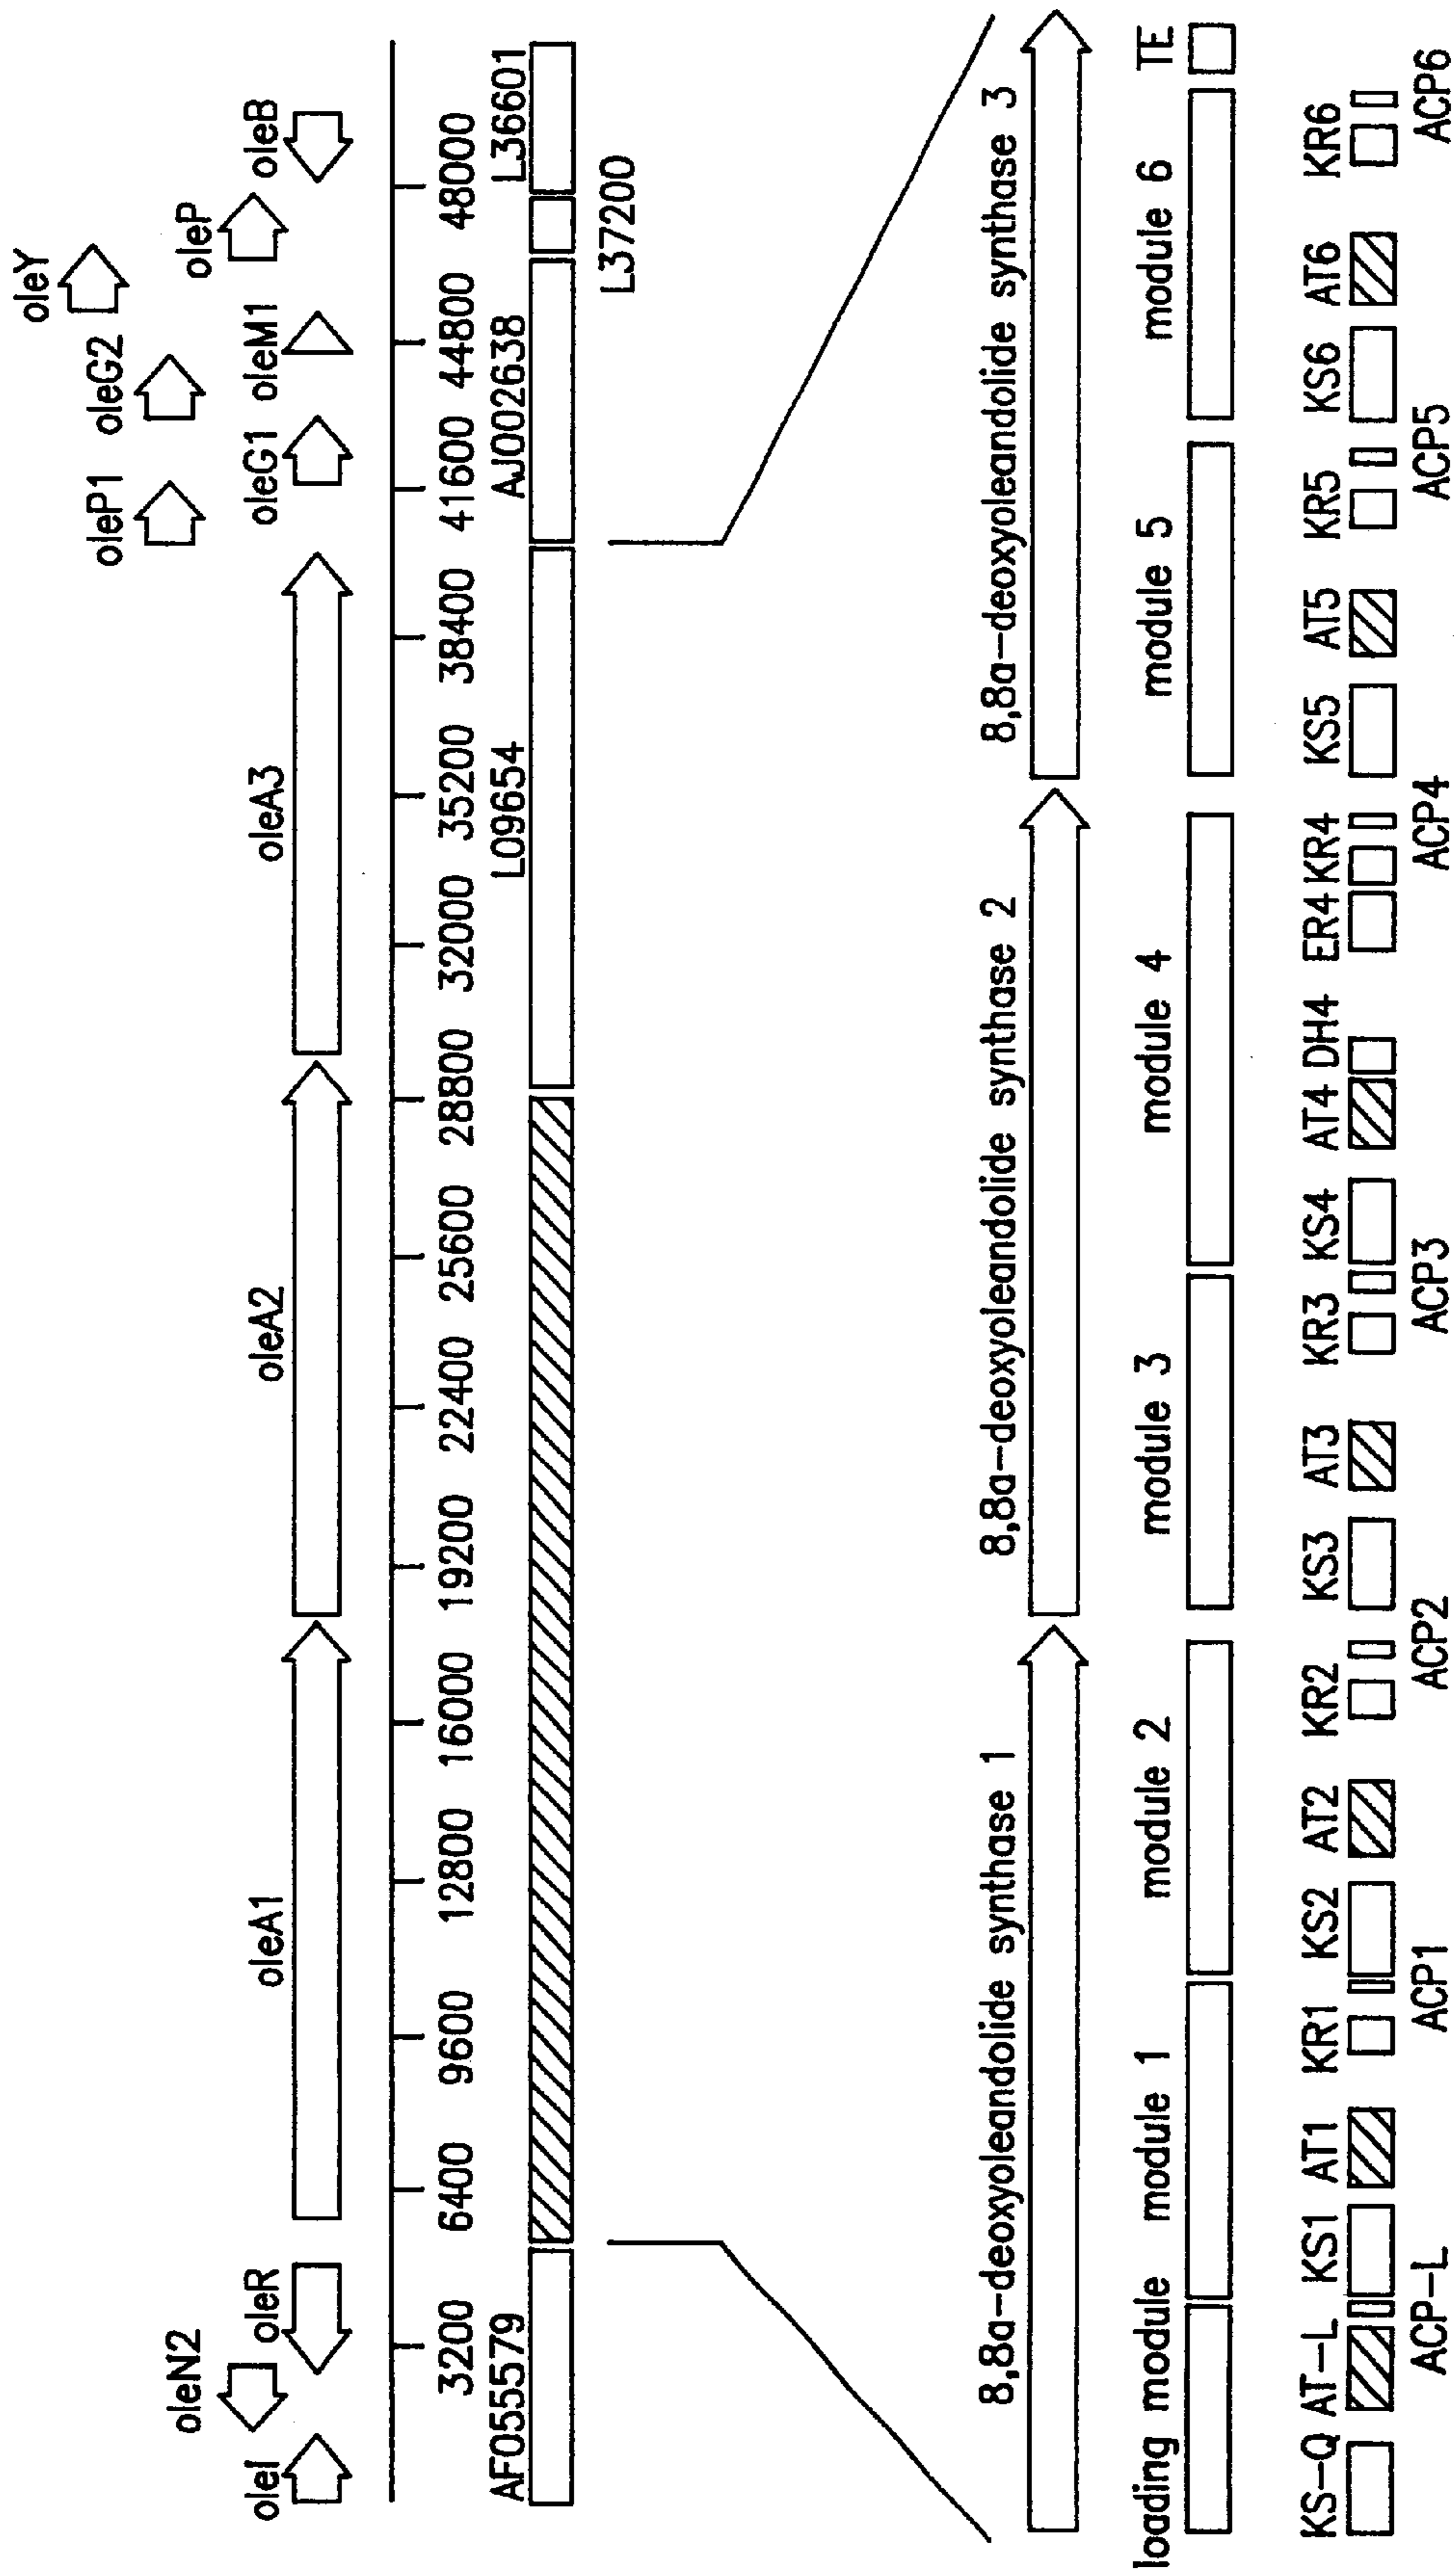 oleY
oleP1 oleG2 oleP
oleN2
oleI oleR oleA1 oleA2 oleA3 oleG1 oleM1 oleB
3200 6400 9600 12800 16000 19200 22400 25600 28800 32000 35200 38400 41600 44800 48000
AF055579 L09654 AJ002638 L36601
L37200
8,8a-deoxyoleandolide synthase 1 8,8a-deoxyoleandolide synthase 2 8,8a-deoxyoleandolide synthase 3
loading module module 1 module 2 module 3 module 4 module 5 module 6 TE
KS-Q AT-L KS1 AT1 KR1 KS2 AT2 KR2 KS3 AT3 KR3 KS4 AT4 DH4 ER4 KR4 KS5 AT5 KR5 KS6 AT6 KR6
ACP-L ACP1 ACP2 ACP3 ACP4 ACP5 ACP6